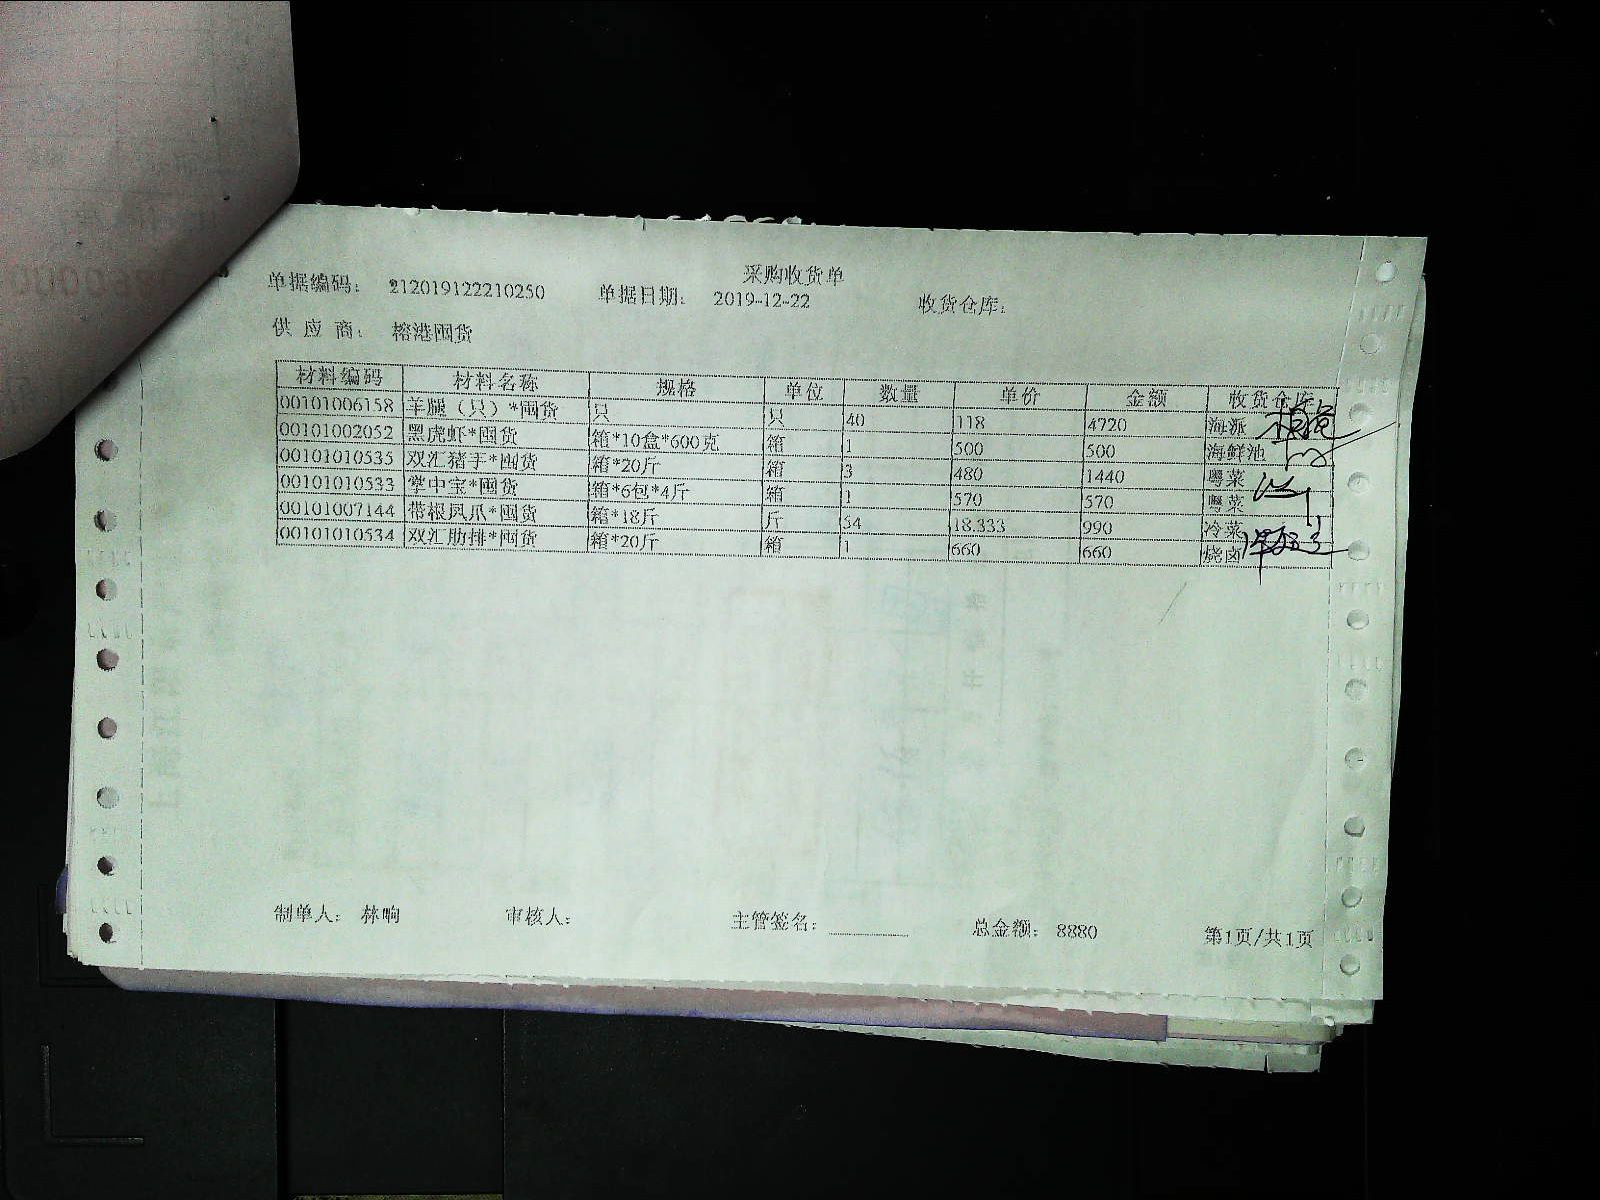 采购收货单
单据编码: 212019122210250 单据日期: 2019-12-22 收货仓库:
供应商: 榕港囤货
材料编码 材料名称 规格 单位 数量 单价 金额 收货仓库
00101006158 羊腿（只）*囤货 只 只 40 118 4720 海派
00101002052 黑虎虾*囤货 箱*10盒*600克 箱 1 500 500 海鲜池
00101010535 双汇猪手*囤货 箱*20斤 箱 3 480 1440 粤菜
00101010533 掌中宝*囤货 箱*6包*4斤 箱 1 570 570 粤菜
00101007144 带根凤爪*囤货 箱*18斤 斤 54 18.333 990 冷菜
00101010534 双汇肋排*囤货 箱*20斤 箱 1 660 660 烧卤
制单人: 林响 审核人: 主管签名: 总金额: 8880 第1页/共1页